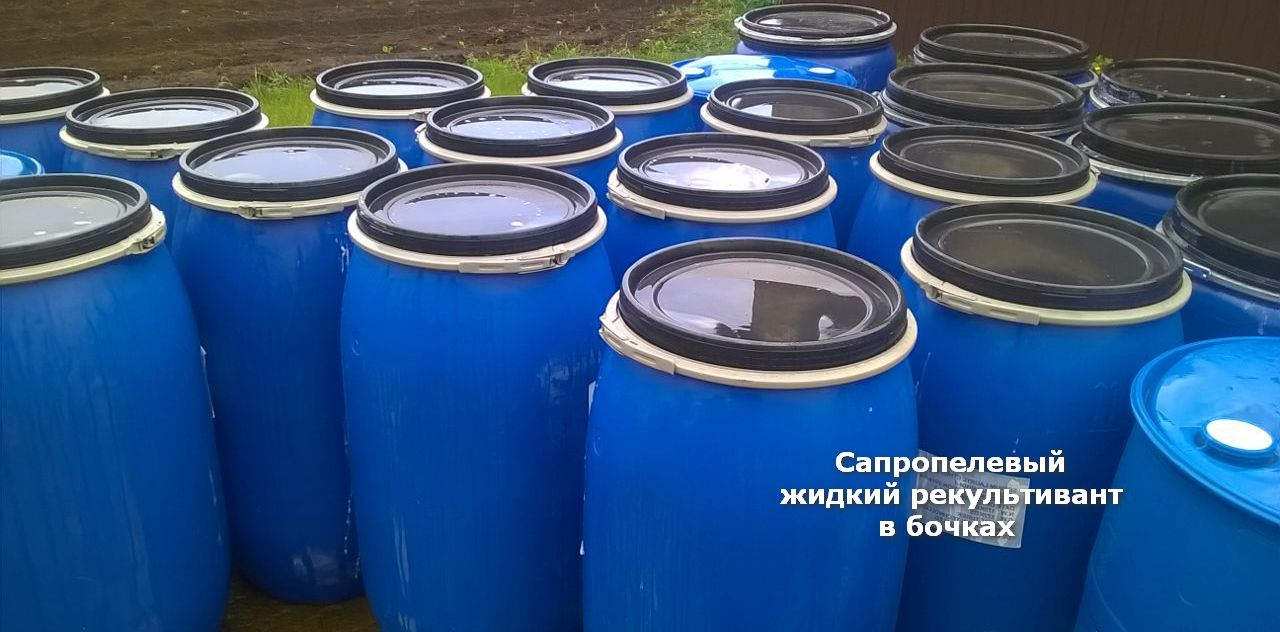 Сапропелевый
жидкий рекультивант
в бочках